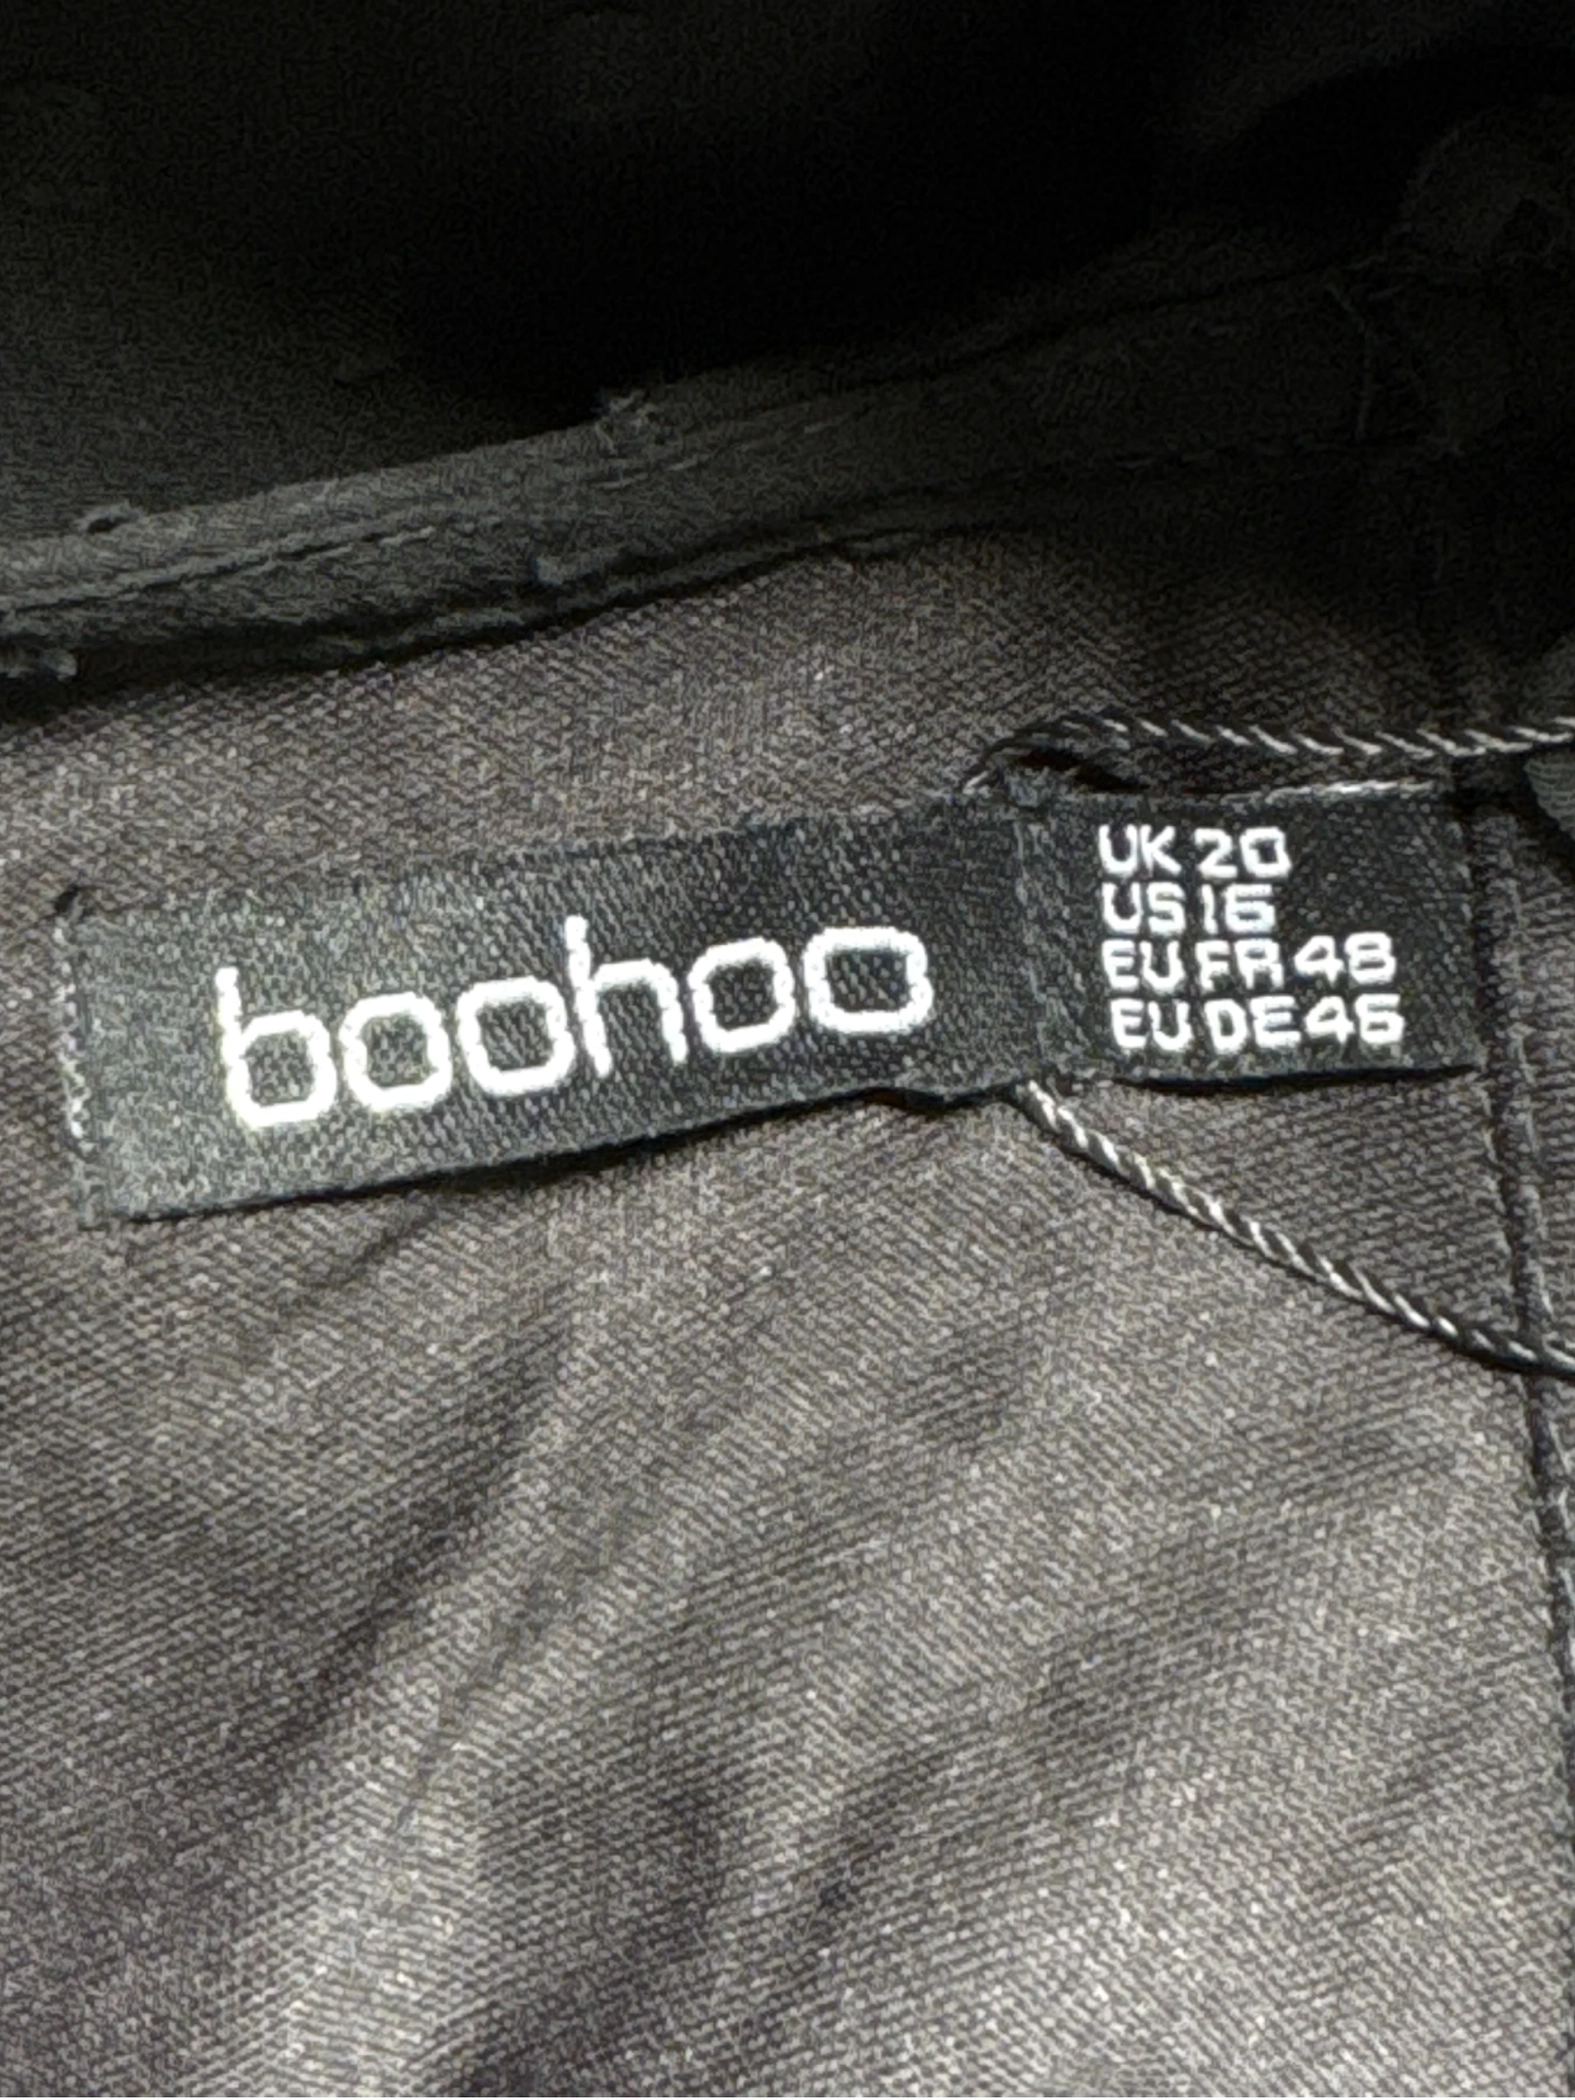 boohoo
UK 20
US 16
EU FR 48
EU DE 46